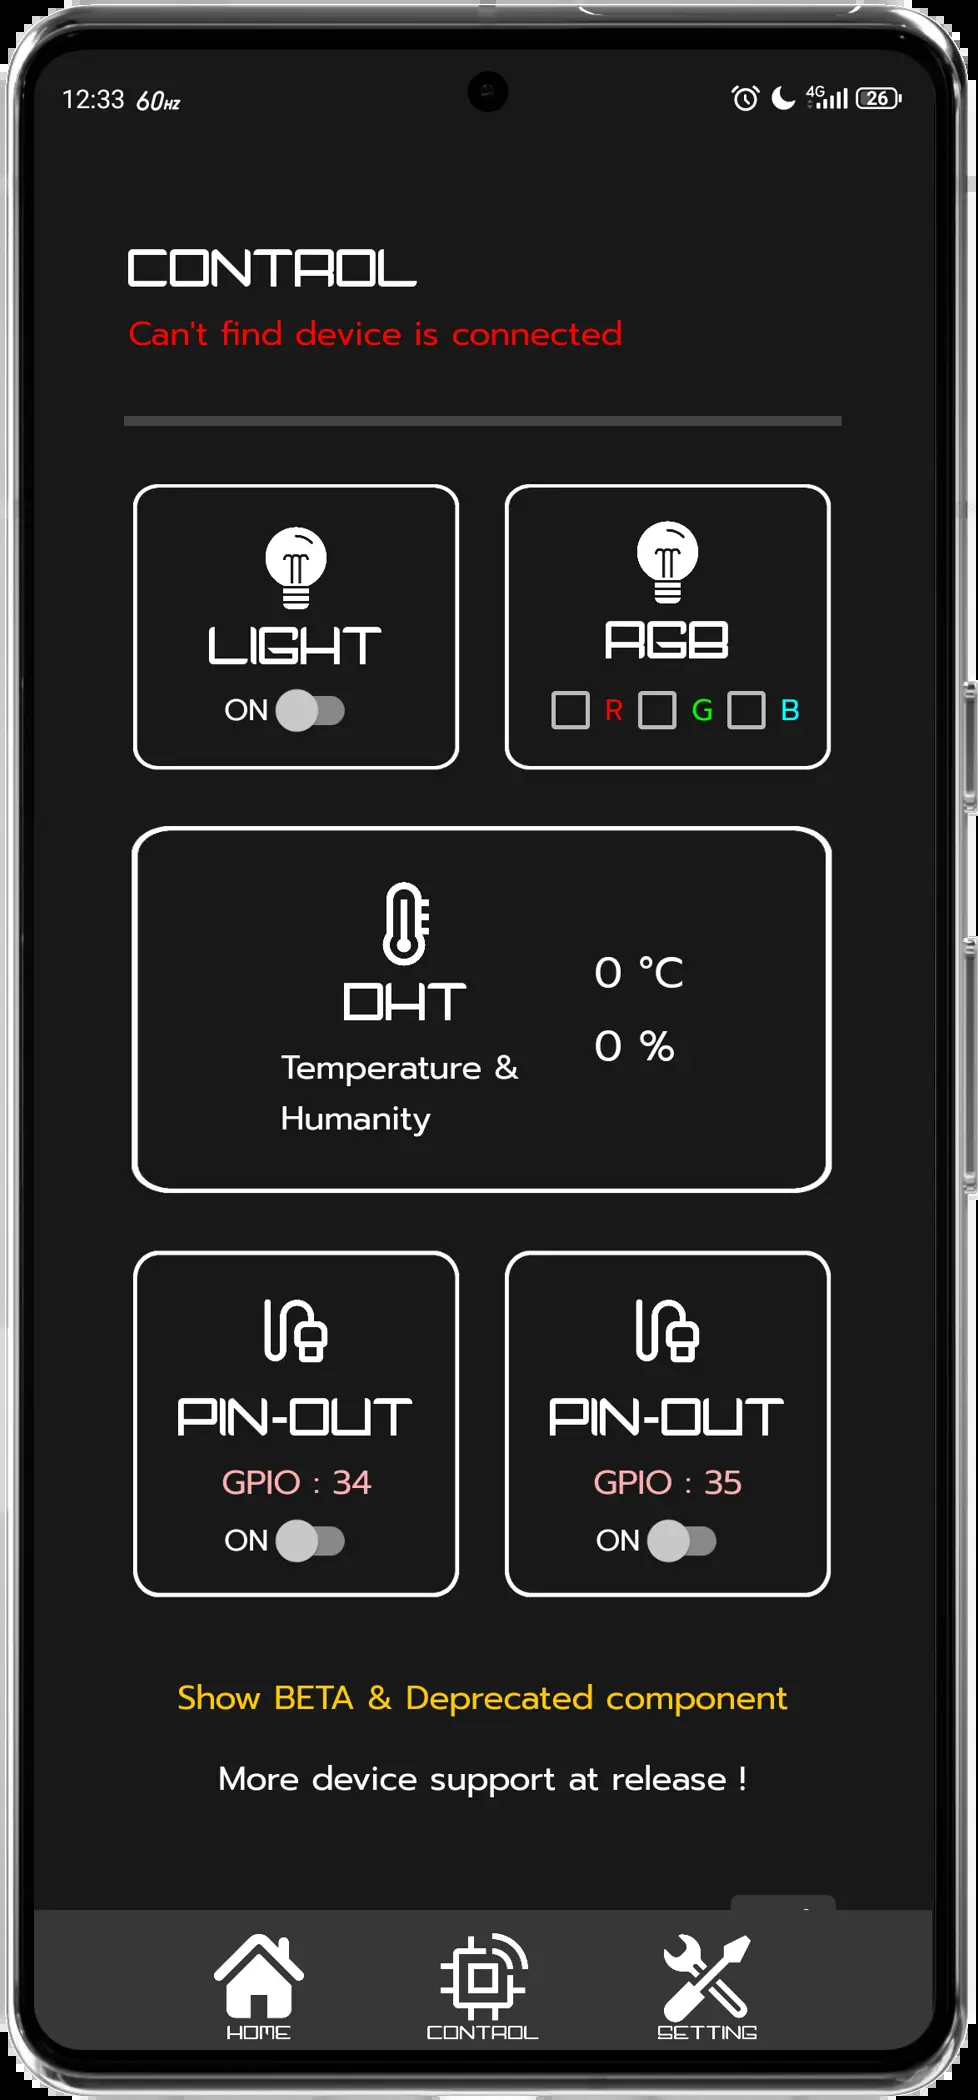 12:33 60HZ 4G 26
CONTROL
Can't find device is connected
LIGHT
ON
RGB
R G B
DHT
Temperature &
Humanity
0 °C
0 %
PIN-OUT
GPIO : 34
ON
PIN-OUT
GPIO : 35
ON
Show BETA & Deprecated component
More device support at release !
HOME
CONTROL
SETTING